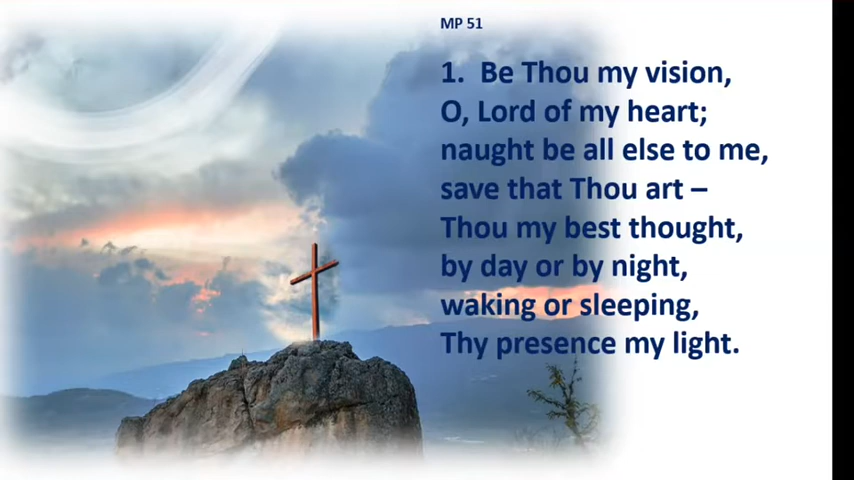 MP 51
1. Be Thou my vision,
O, Lord of my heart;
naught be all else to me,
save that Thou art –
Thou my best thought,
by day or by night,
waking or sleeping,
Thy presence my light.